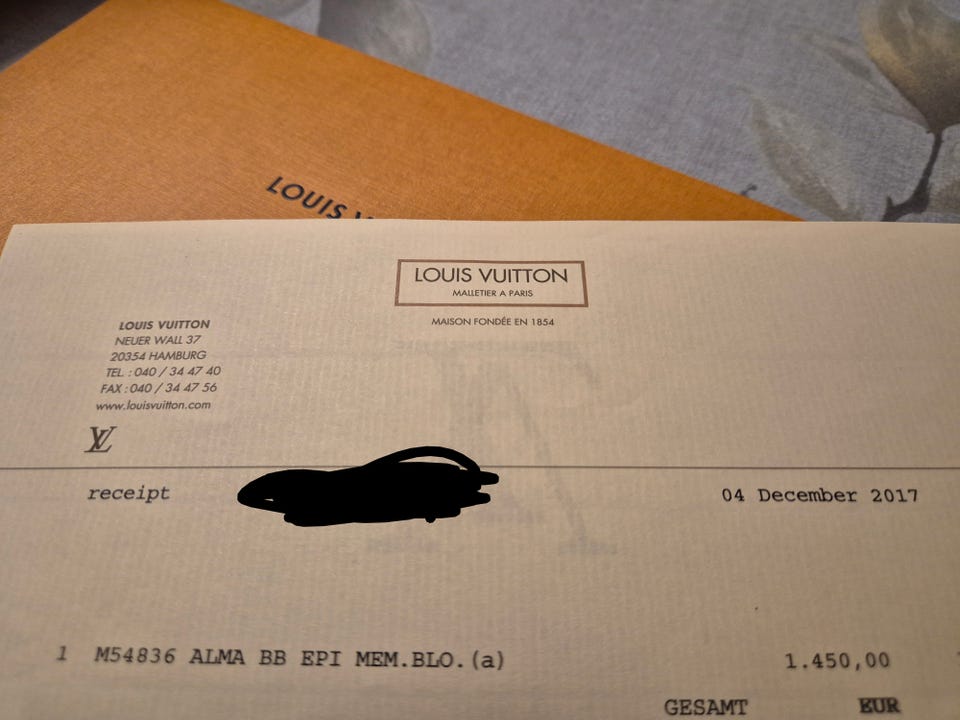 LOUIS V
LOUIS VUITTON
MALLETIER A PARIS
MAISON FONDÉE EN 1854
LOUIS VUITTON
NEUER WALL 37
20354 HAMBURG
TEL. : 040 / 34 47 40
FAX : 040 / 34 47 56
www.louisvuitton.com
LV
receipt 04 December 2017
1 M54836 ALMA BB EPI MEM.BLO.(a) 1.450,00
GESAMT EUR